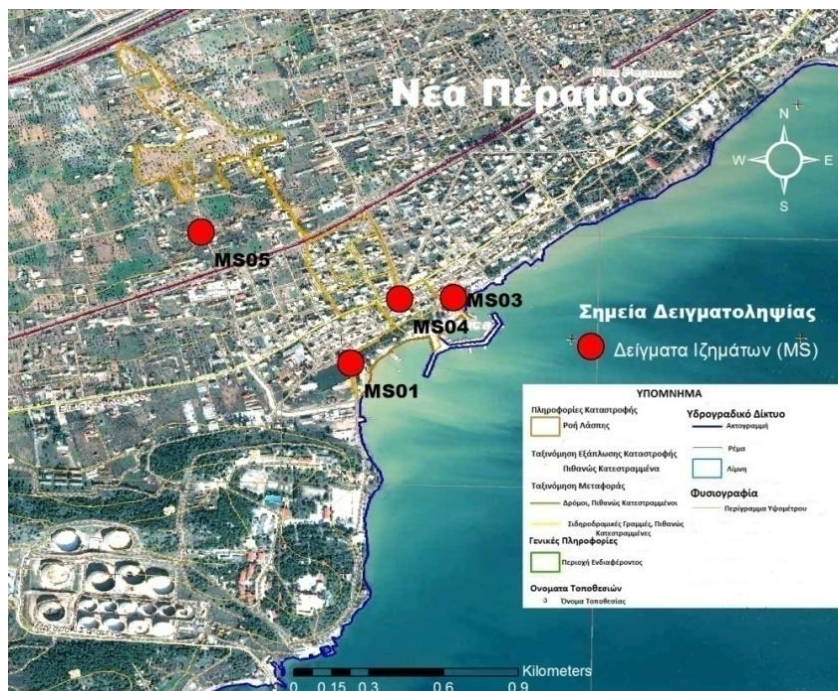 Νέα Πέραμος
N
W
E
S
MS05
MS03
MS04
MS01
Σημεία Δειγματοληψίας
Δείγματα Ιζημάτων (MS)
ΥΠΟΜΝΗΜΑ
Πληροφορίες Καταστροφής
Ροή Λάσπης
Ταξινόμηση Εξάπλωσης Καταστροφής
Πιθανώς Κατεστραμμένα
Ταξινόμηση Μεταφοράς
Δρόμοι, Πιθανώς Κατεστραμμένοι
Σιδηροδρομικές Γραμμές, Πιθανώς
Κατεστραμμένες
Γενικές Πληροφορίες
Περιοχή Ενδιαφέροντος
Ονοματα Τοποθεσιών
Όνομα Τοποθεσίας
Υδρογραδικό Δίκτυο
Ακτογραμμή
Ρέμα
Λίμνη
Φυσιογραφία
Περίγραμμα Υψομέτρου
Kilometers
0 0.15 0.3 0.6 0.9